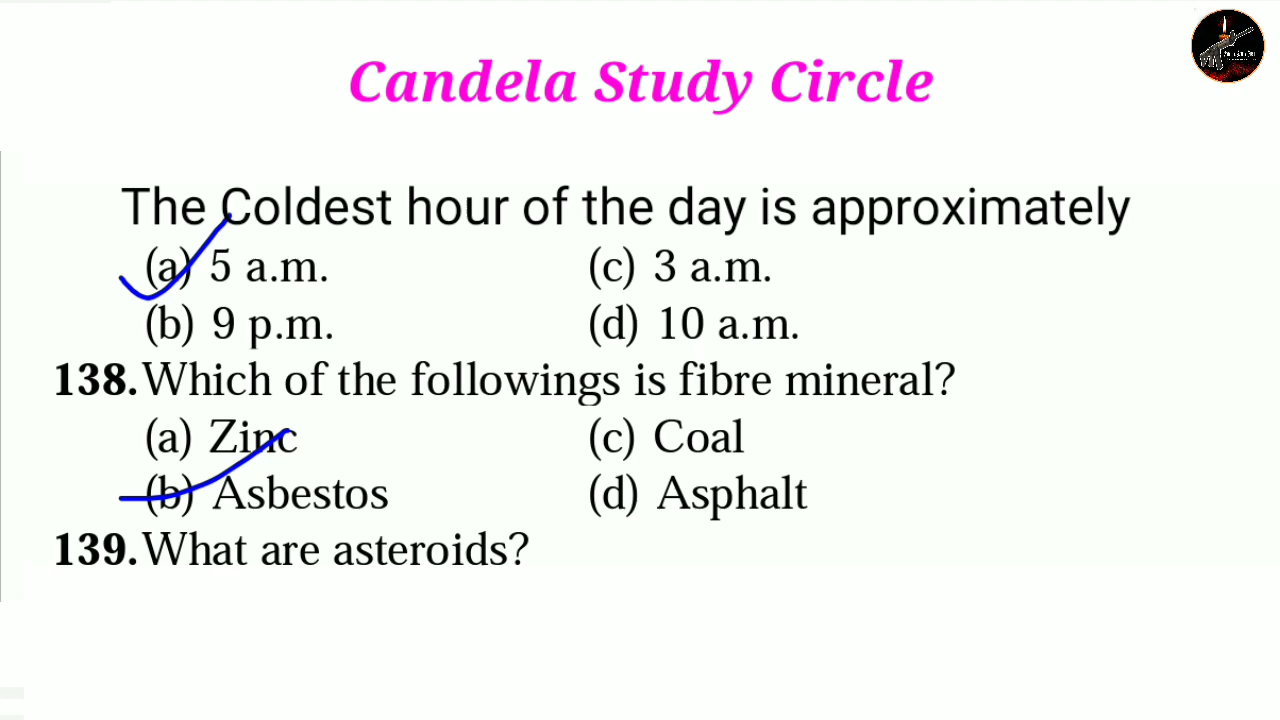 Candela Study Circle
The Coldest hour of the day is approximately
(a) 5 a.m. (c) 3 a.m.
(b) 9 p.m. (d) 10 a.m.
138. Which of the followings is fibre mineral?
(a) Zinc (c) Coal
(b) Asbestos (d) Asphalt
139. What are asteroids?